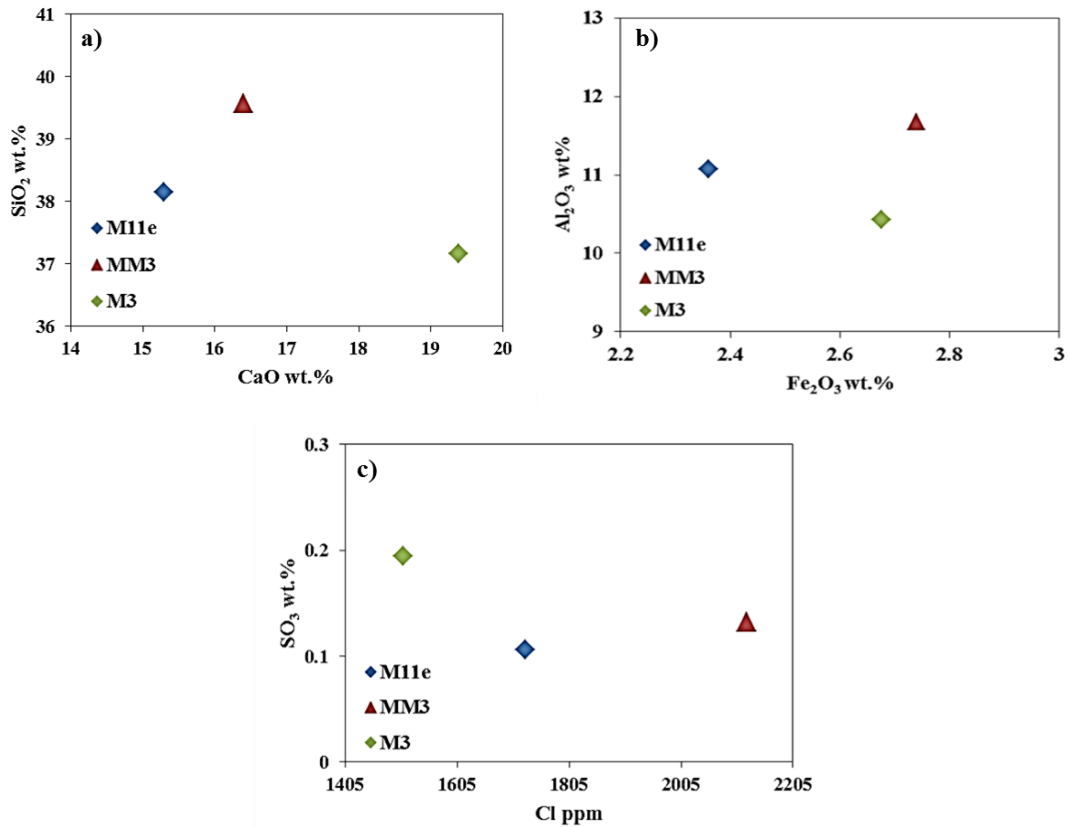 a)
SiO₂ wt.%
41
40
39
38
37
36
M11e
MM3
M3
14 15 16 17 18 19 20
CaO wt.%
b)
Al₂O₃ wt%
13
12
11
10
9
M11e
MM3
M3
2.2 2.4 2.6 2.8 3
Fe₂O₃ wt.%
c)
SO₃ wt.%
0.3
0.2
0.1
0
M11e
MM3
M3
1405 1605 1805 2005 2205
Cl ppm